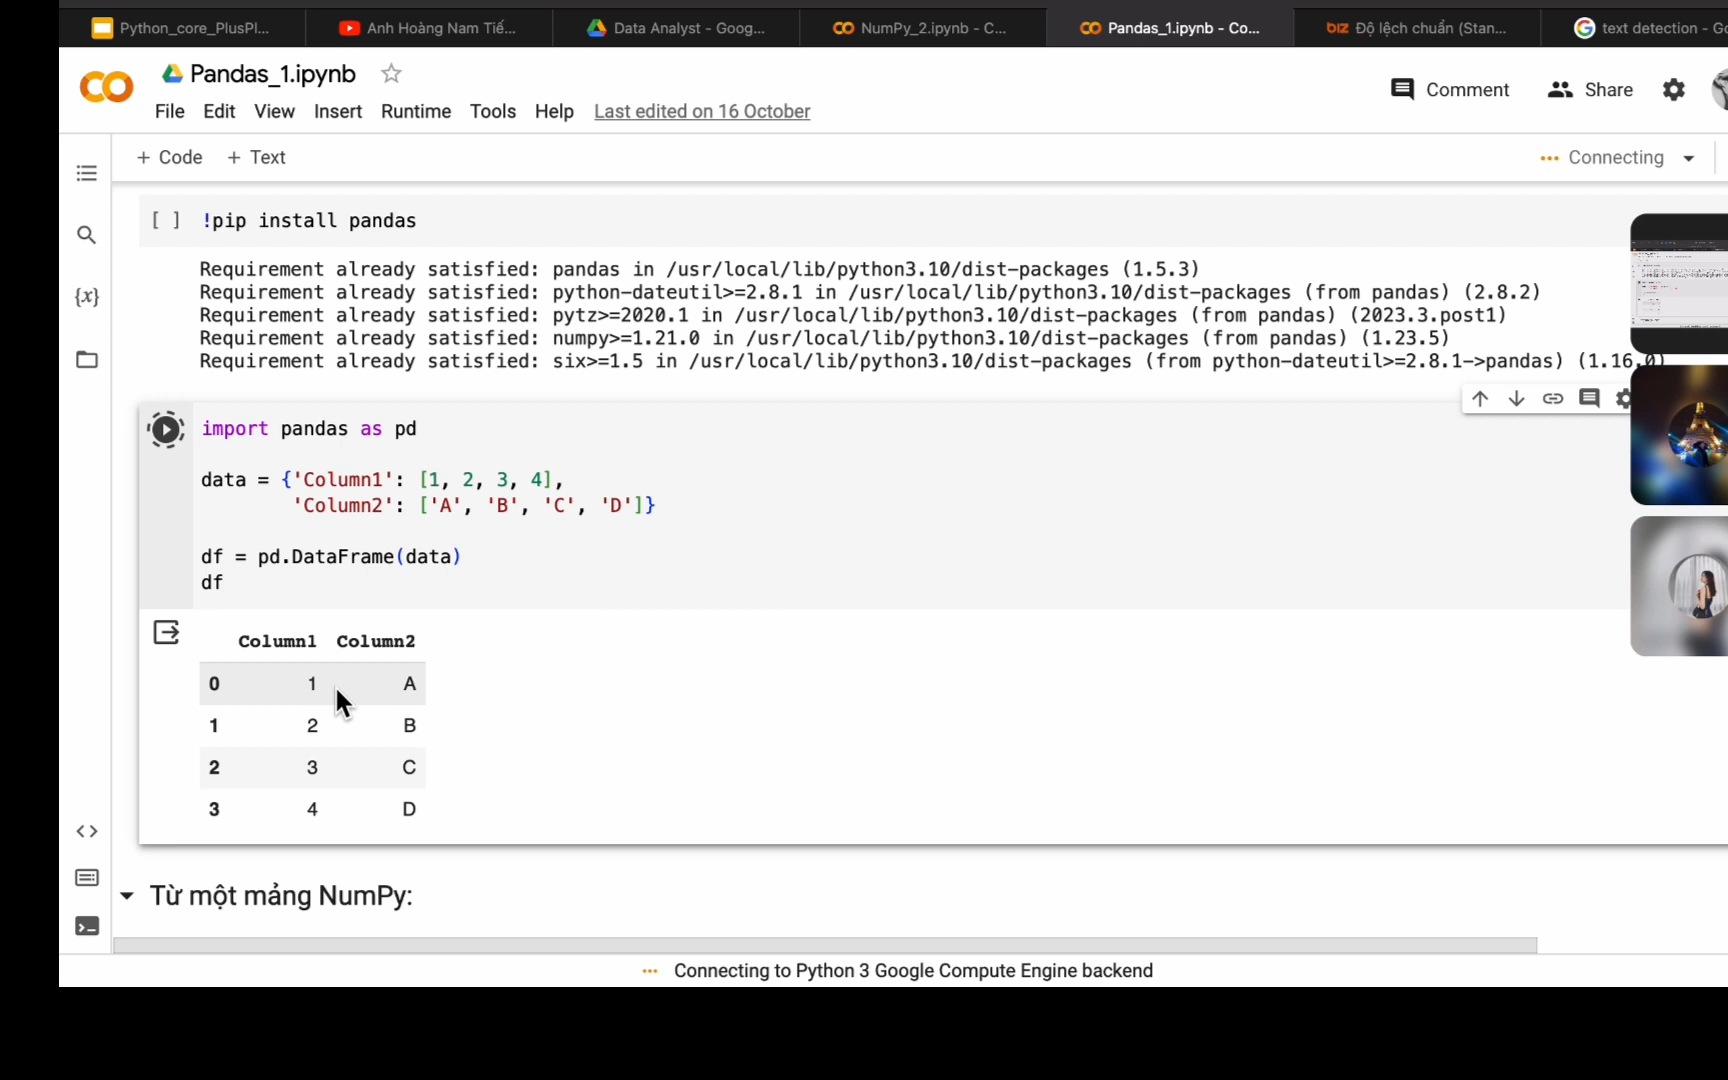 Python_core_PlusPl...
Anh Hoàng Nam Tiế...
Data Analyst - Goog...
NumPy_2.ipynb - C...
Pandas_1.ipynb - Co...
biz Độ lệch chuẩn (Stan...
text detection - Go
Pandas_1.ipynb
Comment Share
File Edit View Insert Runtime Tools Help Last edited on 16 October
+ Code + Text
Connecting
[ ] !pip install pandas
Requirement already satisfied: pandas in /usr/local/lib/python3.10/dist-packages (1.5.3)
Requirement already satisfied: python-dateutil>=2.8.1 in /usr/local/lib/python3.10/dist-packages (from pandas) (2.8.2)
Requirement already satisfied: pytz>=2020.1 in /usr/local/lib/python3.10/dist-packages (from pandas) (2023.3.post1)
Requirement already satisfied: numpy>=1.21.0 in /usr/local/lib/python3.10/dist-packages (from pandas) (1.23.5)
Requirement already satisfied: six>=1.5 in /usr/local/lib/python3.10/dist-packages (from python-dateutil>=2.8.1->pandas) (1.16.0)
{x}
import pandas as pd
data = {'Column1': [1, 2, 3, 4],
'Column2': ['A', 'B', 'C', 'D']}
df = pd.DataFrame(data)
df
Column1 Column2
0 1 A
1 2 B
2 3 C
3 4 D
Từ một mảng NumPy:
Connecting to Python 3 Google Compute Engine backend